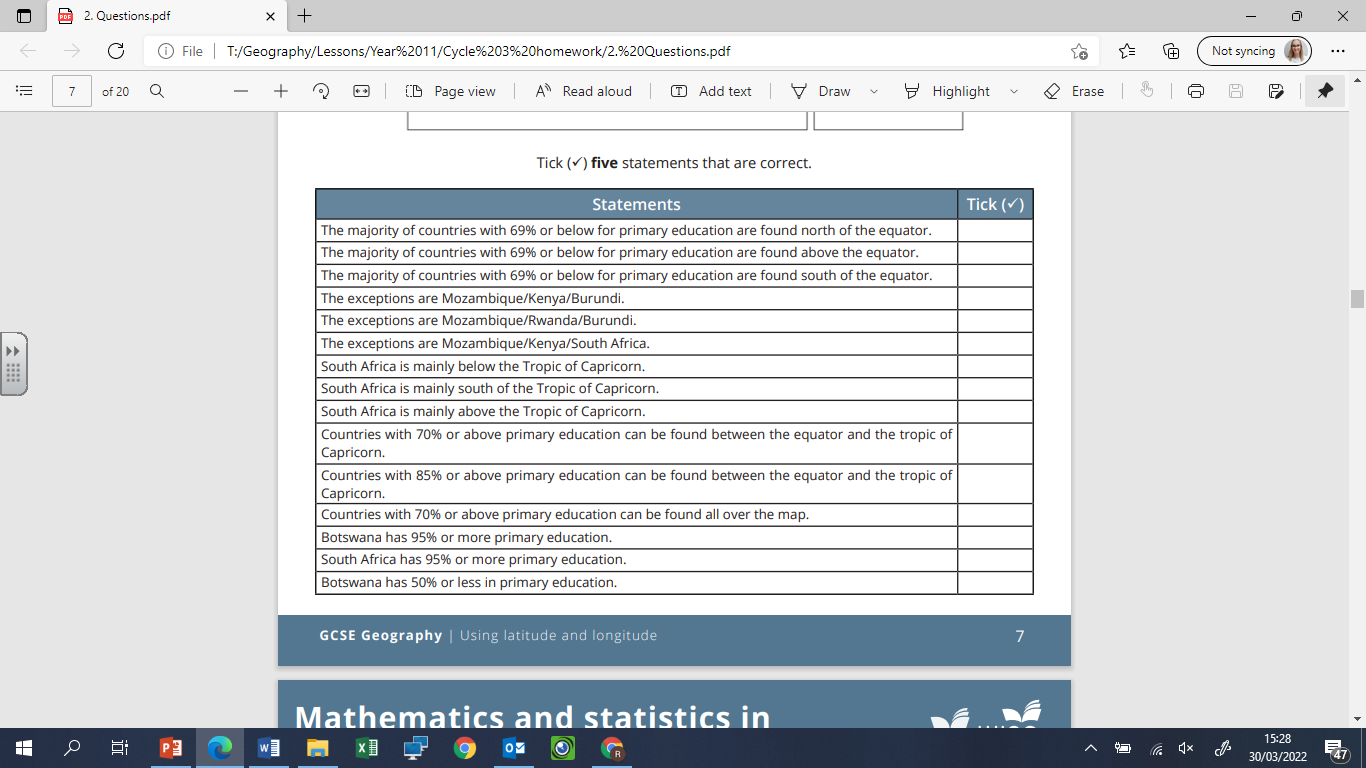 2. Questions.pdf
File T:/Geography/Lessons/Year%2011/Cycle%203%20homework/2.%20Questions.pdf Not syncing
7 of 20 Page view Read aloud Add text Draw Highlight Erase
Tick (✓) five statements that are correct.
Statements Tick (✓)
The majority of countries with 69% or below for primary education are found north of the equator.
The majority of countries with 69% or below for primary education are found above the equator.
The majority of countries with 69% or below for primary education are found south of the equator.
The exceptions are Mozambique/Kenya/Burundi.
The exceptions are Mozambique/Rwanda/Burundi.
The exceptions are Mozambique/Kenya/South Africa.
South Africa is mainly below the Tropic of Capricorn.
South Africa is mainly south of the Tropic of Capricorn.
South Africa is mainly above the Tropic of Capricorn.
Countries with 70% or above primary education can be found between the equator and the tropic of
Capricorn.
Countries with 85% or above primary education can be found between the equator and the tropic of
Capricorn.
Countries with 70% or above primary education can be found all over the map.
Botswana has 95% or more primary education.
South Africa has 95% or more primary education.
Botswana has 50% or less in primary education.
GCSE Geography | Using latitude and longitude 7
Mathematics and statistics in
15:28
30/03/2022
47